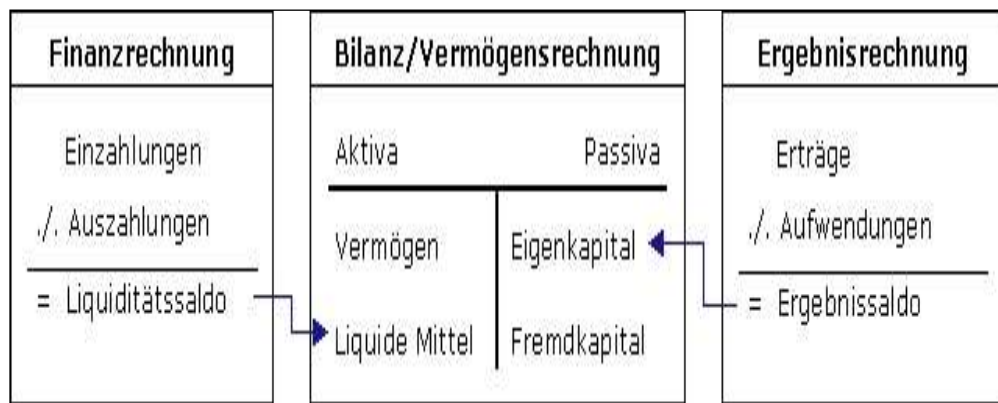 Finanzrechnung
Einzahlungen
./. Auszahlungen
= Liquiditätssaldo
Bilanz/Vermögensrechnung
Aktiva Passiva
Vermögen Eigenkapital
Liquide Mittel Fremdkapital
Ergebnisrechnung
Erträge
./. Aufwendungen
= Ergebnissaldo